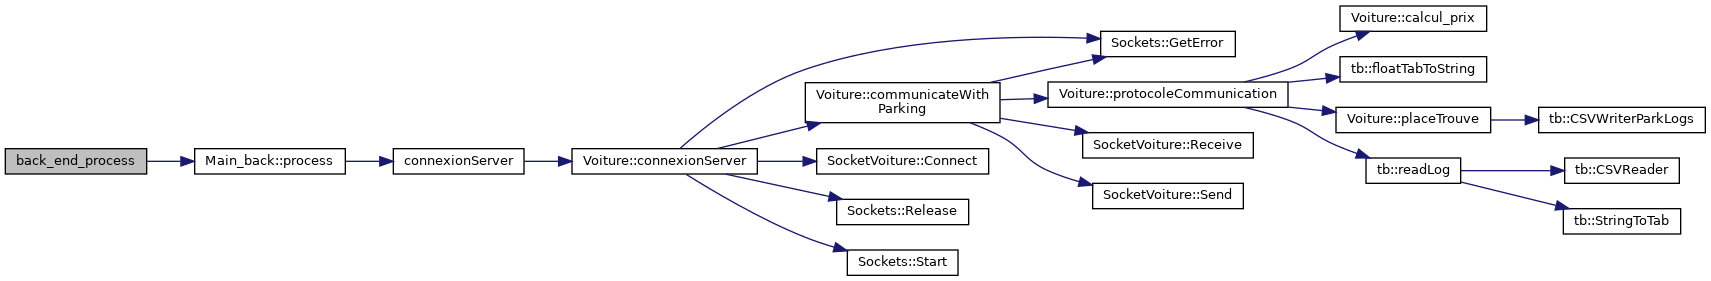 back_end_process
Main_back::process
connexionServer
Voiture::connexionServer
Sockets::GetError
Voiture::communicateWith
Parking
SocketVoiture::Connect
Sockets::Release
Sockets::Start
Voiture::protocoleCommunication
SocketVoiture::Receive
SocketVoiture::Send
Voiture::calcul_prix
tb::floatTabToString
Voiture::placeTrouve
tb::readLog
tb::CSVWriterParkLogs
tb::CSVReader
tb::StringToTab